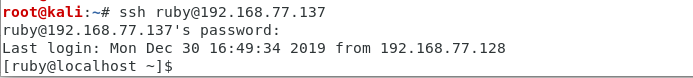 root@kali:~# ssh ruby@192.168.77.137
ruby@192.168.77.137's password:
Last login: Mon Dec 30 16:49:34 2019 from 192.168.77.128
[ruby@localhost ~]$